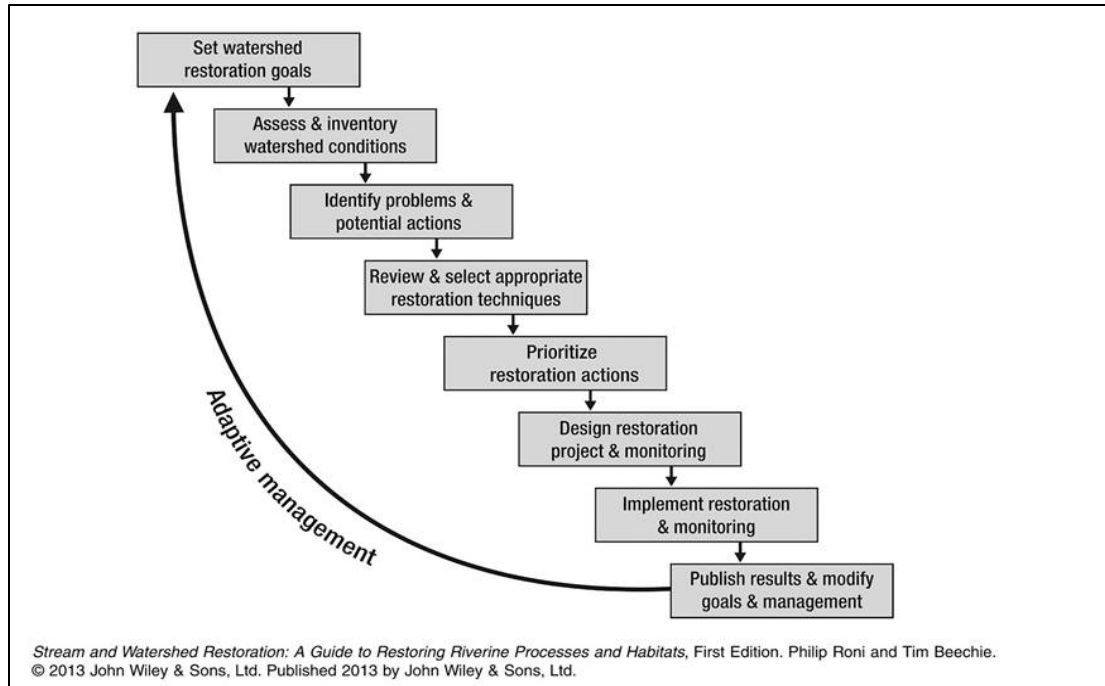 Set watershed
restoration goals
Assess & inventory
watershed conditions
Identify problems &
potential actions
Review & select appropriate
restoration techniques
Prioritize
restoration actions
Design restoration
project & monitoring
Implement restoration
& monitoring
Publish results & modify
goals & management
Adaptive management
Stream and Watershed Restoration: A Guide to Restoring Riverine Processes and Habitats, First Edition. Philip Roni and Tim Beechie.
© 2013 John Wiley & Sons, Ltd. Published 2013 by John Wiley & Sons, Ltd.